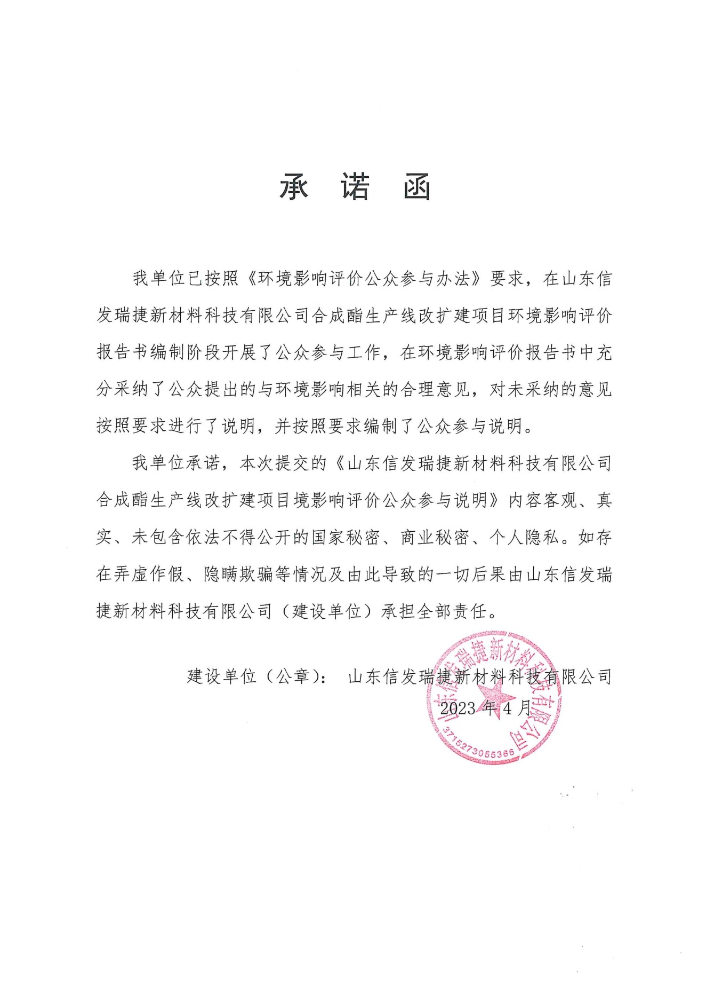 承 诺 函
我单位已按照《环境影响评价公众参与办法》要求，在山东信
发瑞捷新材料科技有限公司合成酯生产线改扩建项目环境影响评价
报告书编制阶段开展了公众参与工作，在环境影响评价报告书中充
分采纳了公众提出的与环境影响相关的合理意见，对未采纳的意见
按照要求进行了说明，并按照要求编制了公众参与说明。
我单位承诺，本次提交的《山东信发瑞捷新材料科技有限公司
合成酯生产线改扩建项目境影响评价公众参与说明》内容客观、真
实、未包含依法不得公开的国家秘密、商业秘密、个人隐私。如存
在弄虚作假、隐瞒欺骗等情况及由此导致的一切后果由山东信发瑞
捷新材料科技有限公司（建设单位）承担全部责任。
建设单位（公章）： 山东信发瑞捷新材料科技有限公司
2023 年 4 月
山东信发瑞捷新材料科技有限公司
3715273055366